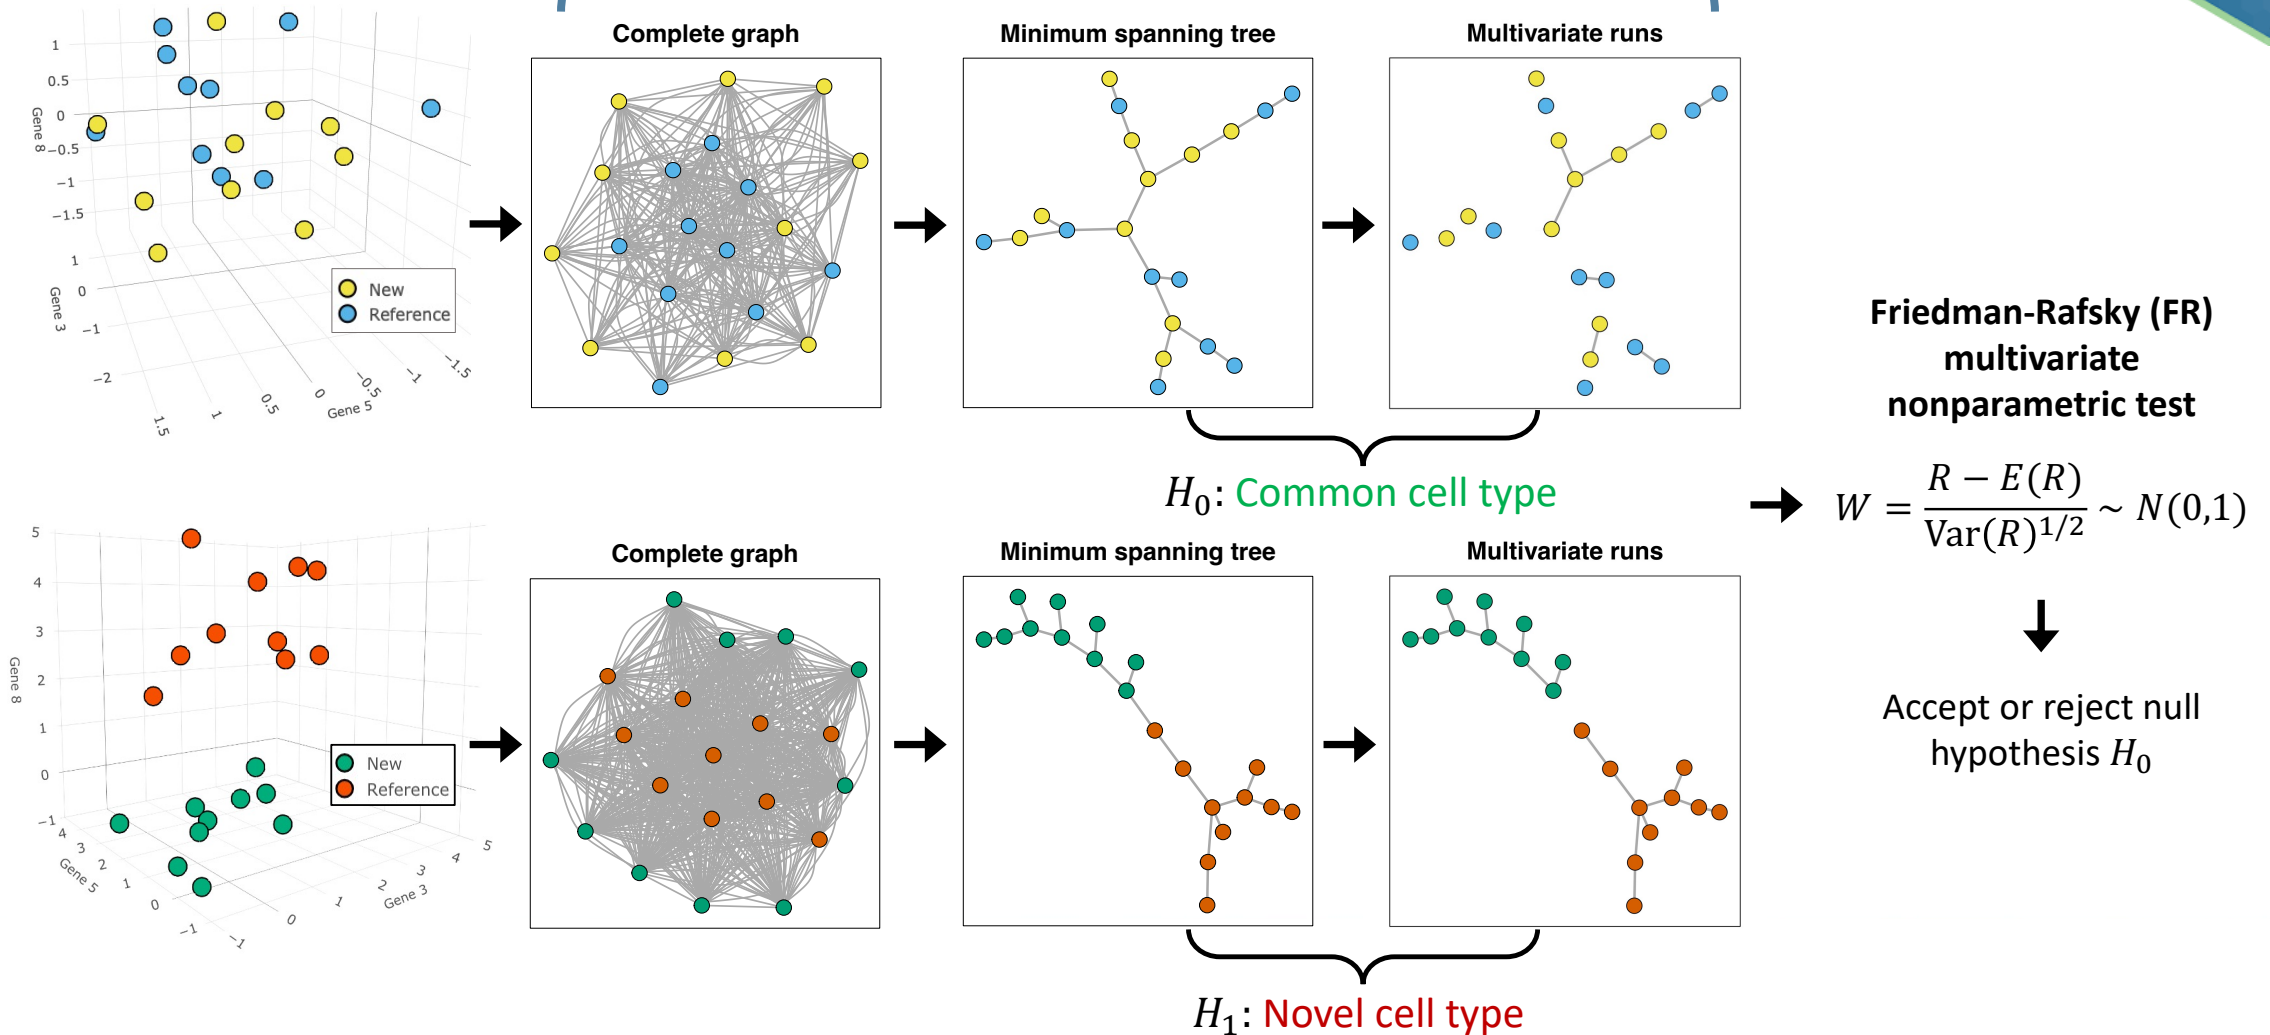 Complete graph
Minimum spanning tree
Multivariate runs
1
0.5
0
−0.5
−1
−1.5
Gene 8
1
0
−1
−2
Gene 3
1.5
1
0.5
0
−0.5
−1
−1.5
Gene 5
New
Reference
H₀: Common cell type
Friedman-Rafsky (FR)
multivariate
nonparametric test
W = (R − E(R)) / Var(R)^{1/2} ~ N(0,1)
Accept or reject null
hypothesis H₀
Complete graph
Minimum spanning tree
Multivariate runs
5
4
3
2
1
0
−1
Gene 8
4
3
2
1
0
−1
Gene 5
−1
0
1
2
3
4
5
Gene 3
New
Reference
H₁: Novel cell type